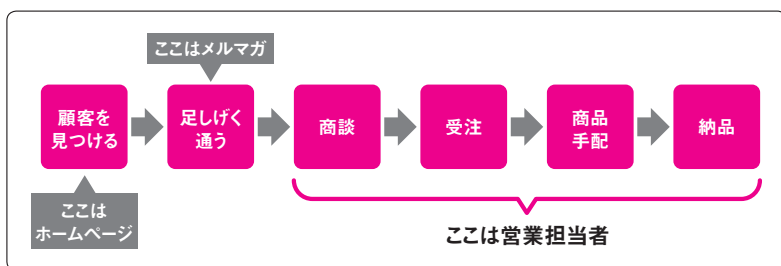 ここはメルマガ
顧客を
見つける
足しげく
通う
商談
受注
商品
手配
納品
ここは
ホームページ
ここは営業担当者